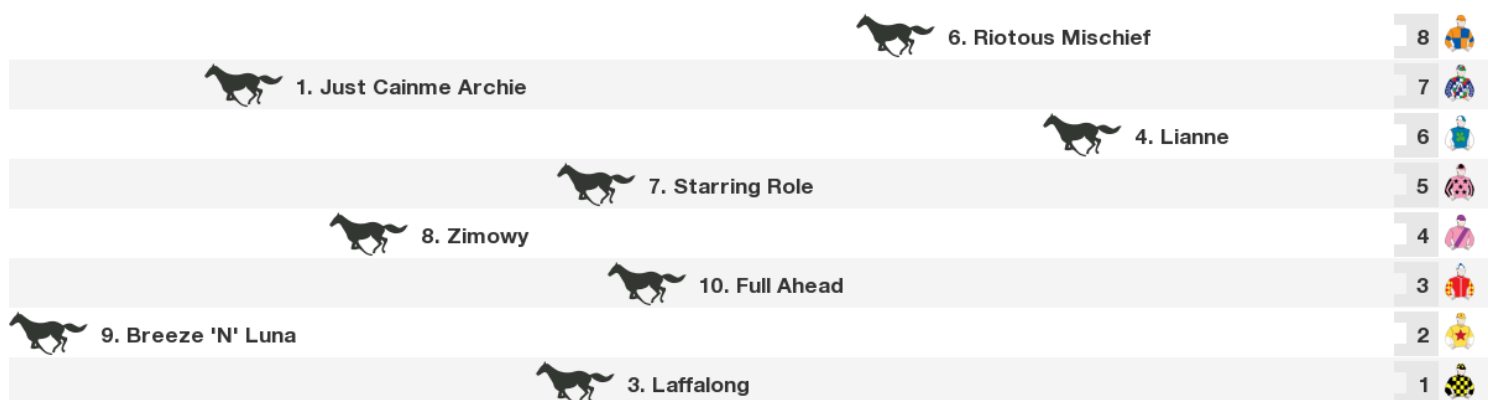 6. Riotous Mischief 8
1. Just Cainme Archie 7
4. Lianne 6
7. Starring Role 5
8. Zimowy 4
10. Full Ahead 3
9. Breeze 'N' Luna 2
3. Laffalong 1